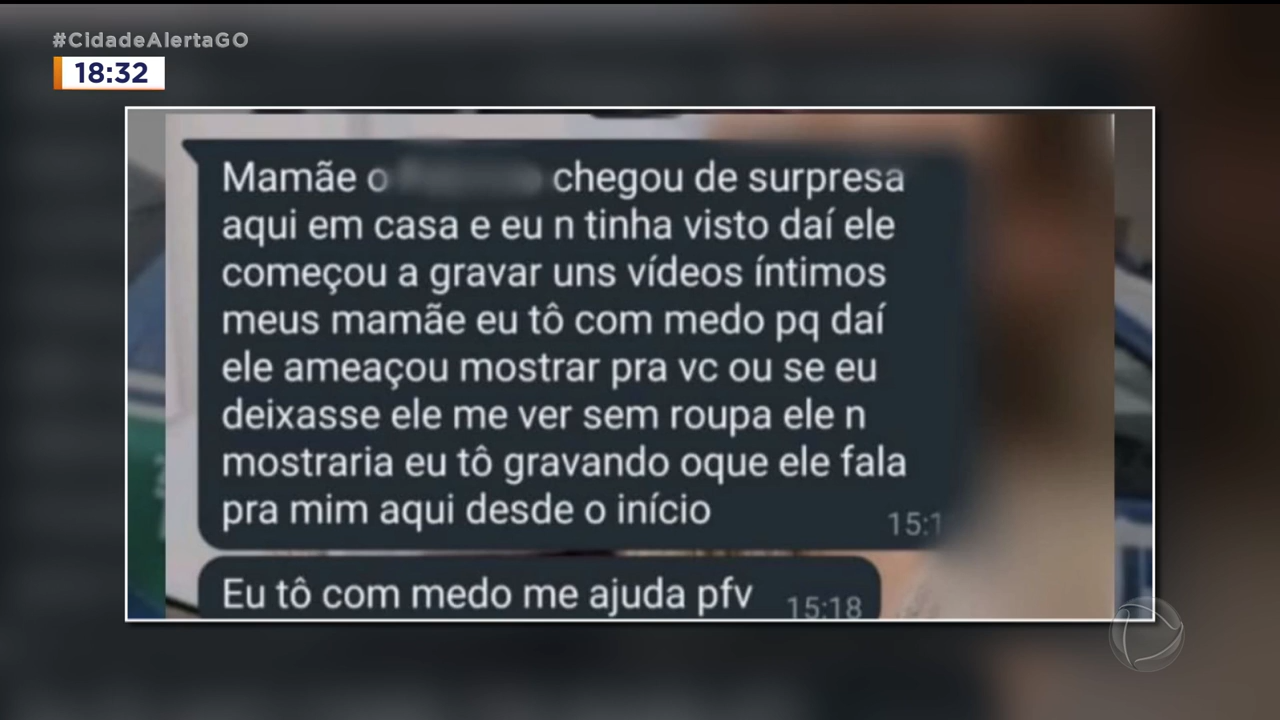 #CidadeAlertaGO
18:32
Mamãe o chegou de surpresa
aqui em casa e eu n tinha visto daí ele
começou a gravar uns vídeos íntimos
meus mamãe eu tô com medo pq daí
ele ameaçou mostrar pra vc ou se eu
deixasse ele me ver sem roupa ele n
mostraria eu tô gravando oque ele fala
pra mim aqui desde o início
Eu tô com medo me ajuda pfv
15:18